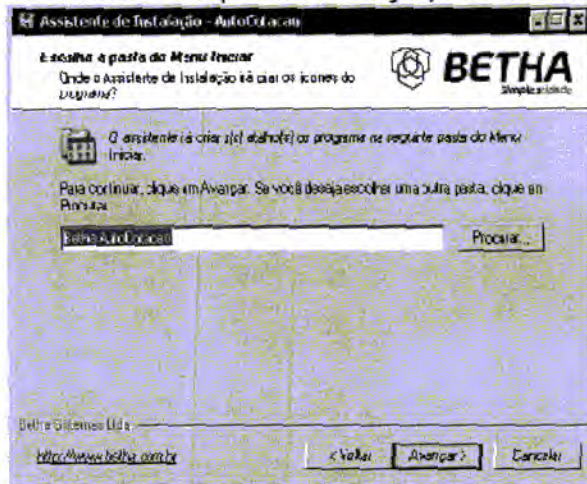 Assistente de Instalação - AutoCotacao
Escolha a pasta do Menu Iniciar
Onde o Assistente de Instalação irá criar os ícones do
programa?
BETHA
Simplicidade
O assistente irá criar o(s) atalho(s) do programa na seguinte pasta do Menu
Iniciar.
Para continuar, clique em Avançar. Se você deseja escolher uma outra pasta, clique em
Procurar.
Betha AutoCotacao
Procurar...
Betha Sistemas Ltda
http://www.betha.com.br
< Voltar
Avançar >
Cancelar